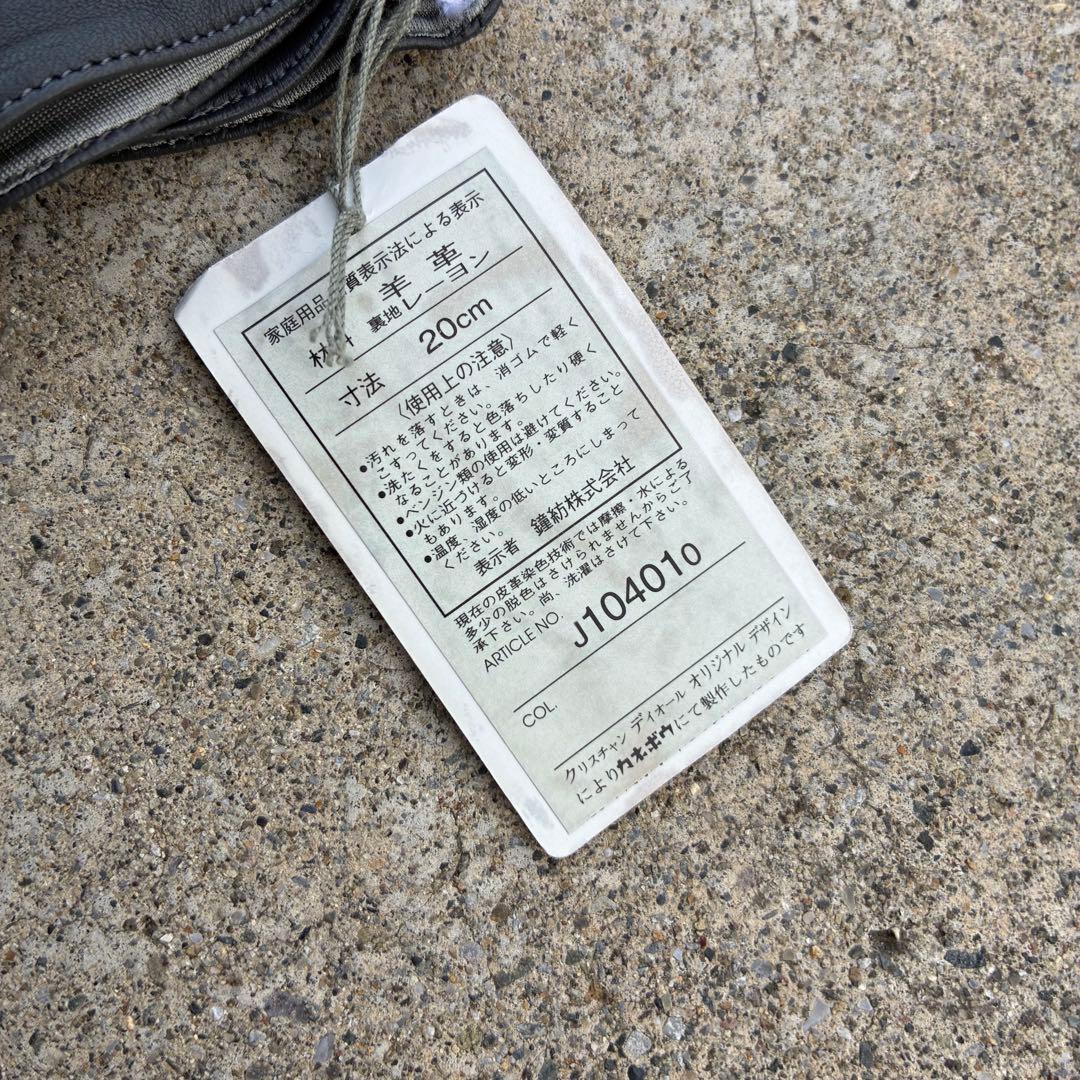 家庭用品 質表示法による表示
材 羊革
裏地レーヨン
寸法 20cm
〈使用上の注意〉
●汚れを落すときは、消ゴムで軽く
こすってください。
●洗たくをすると色落ちしたり硬く
なることがあります。
●ベンジン類の使用は避けてください。
●火に近づけると変形・変質すること
もあります。
●温度、湿度の低いところにしまって
ください。
表示者 鐘紡株式会社
現在の皮革染色技術では摩擦・水による
多少の脱色はさけられませんからご了
承下さい。尚、洗濯はさけて下さい。
ARTICLE NO. J104010
COL.
クリスチャン ディオール オリジナル デザイン
によりカネボウにて製作したものです